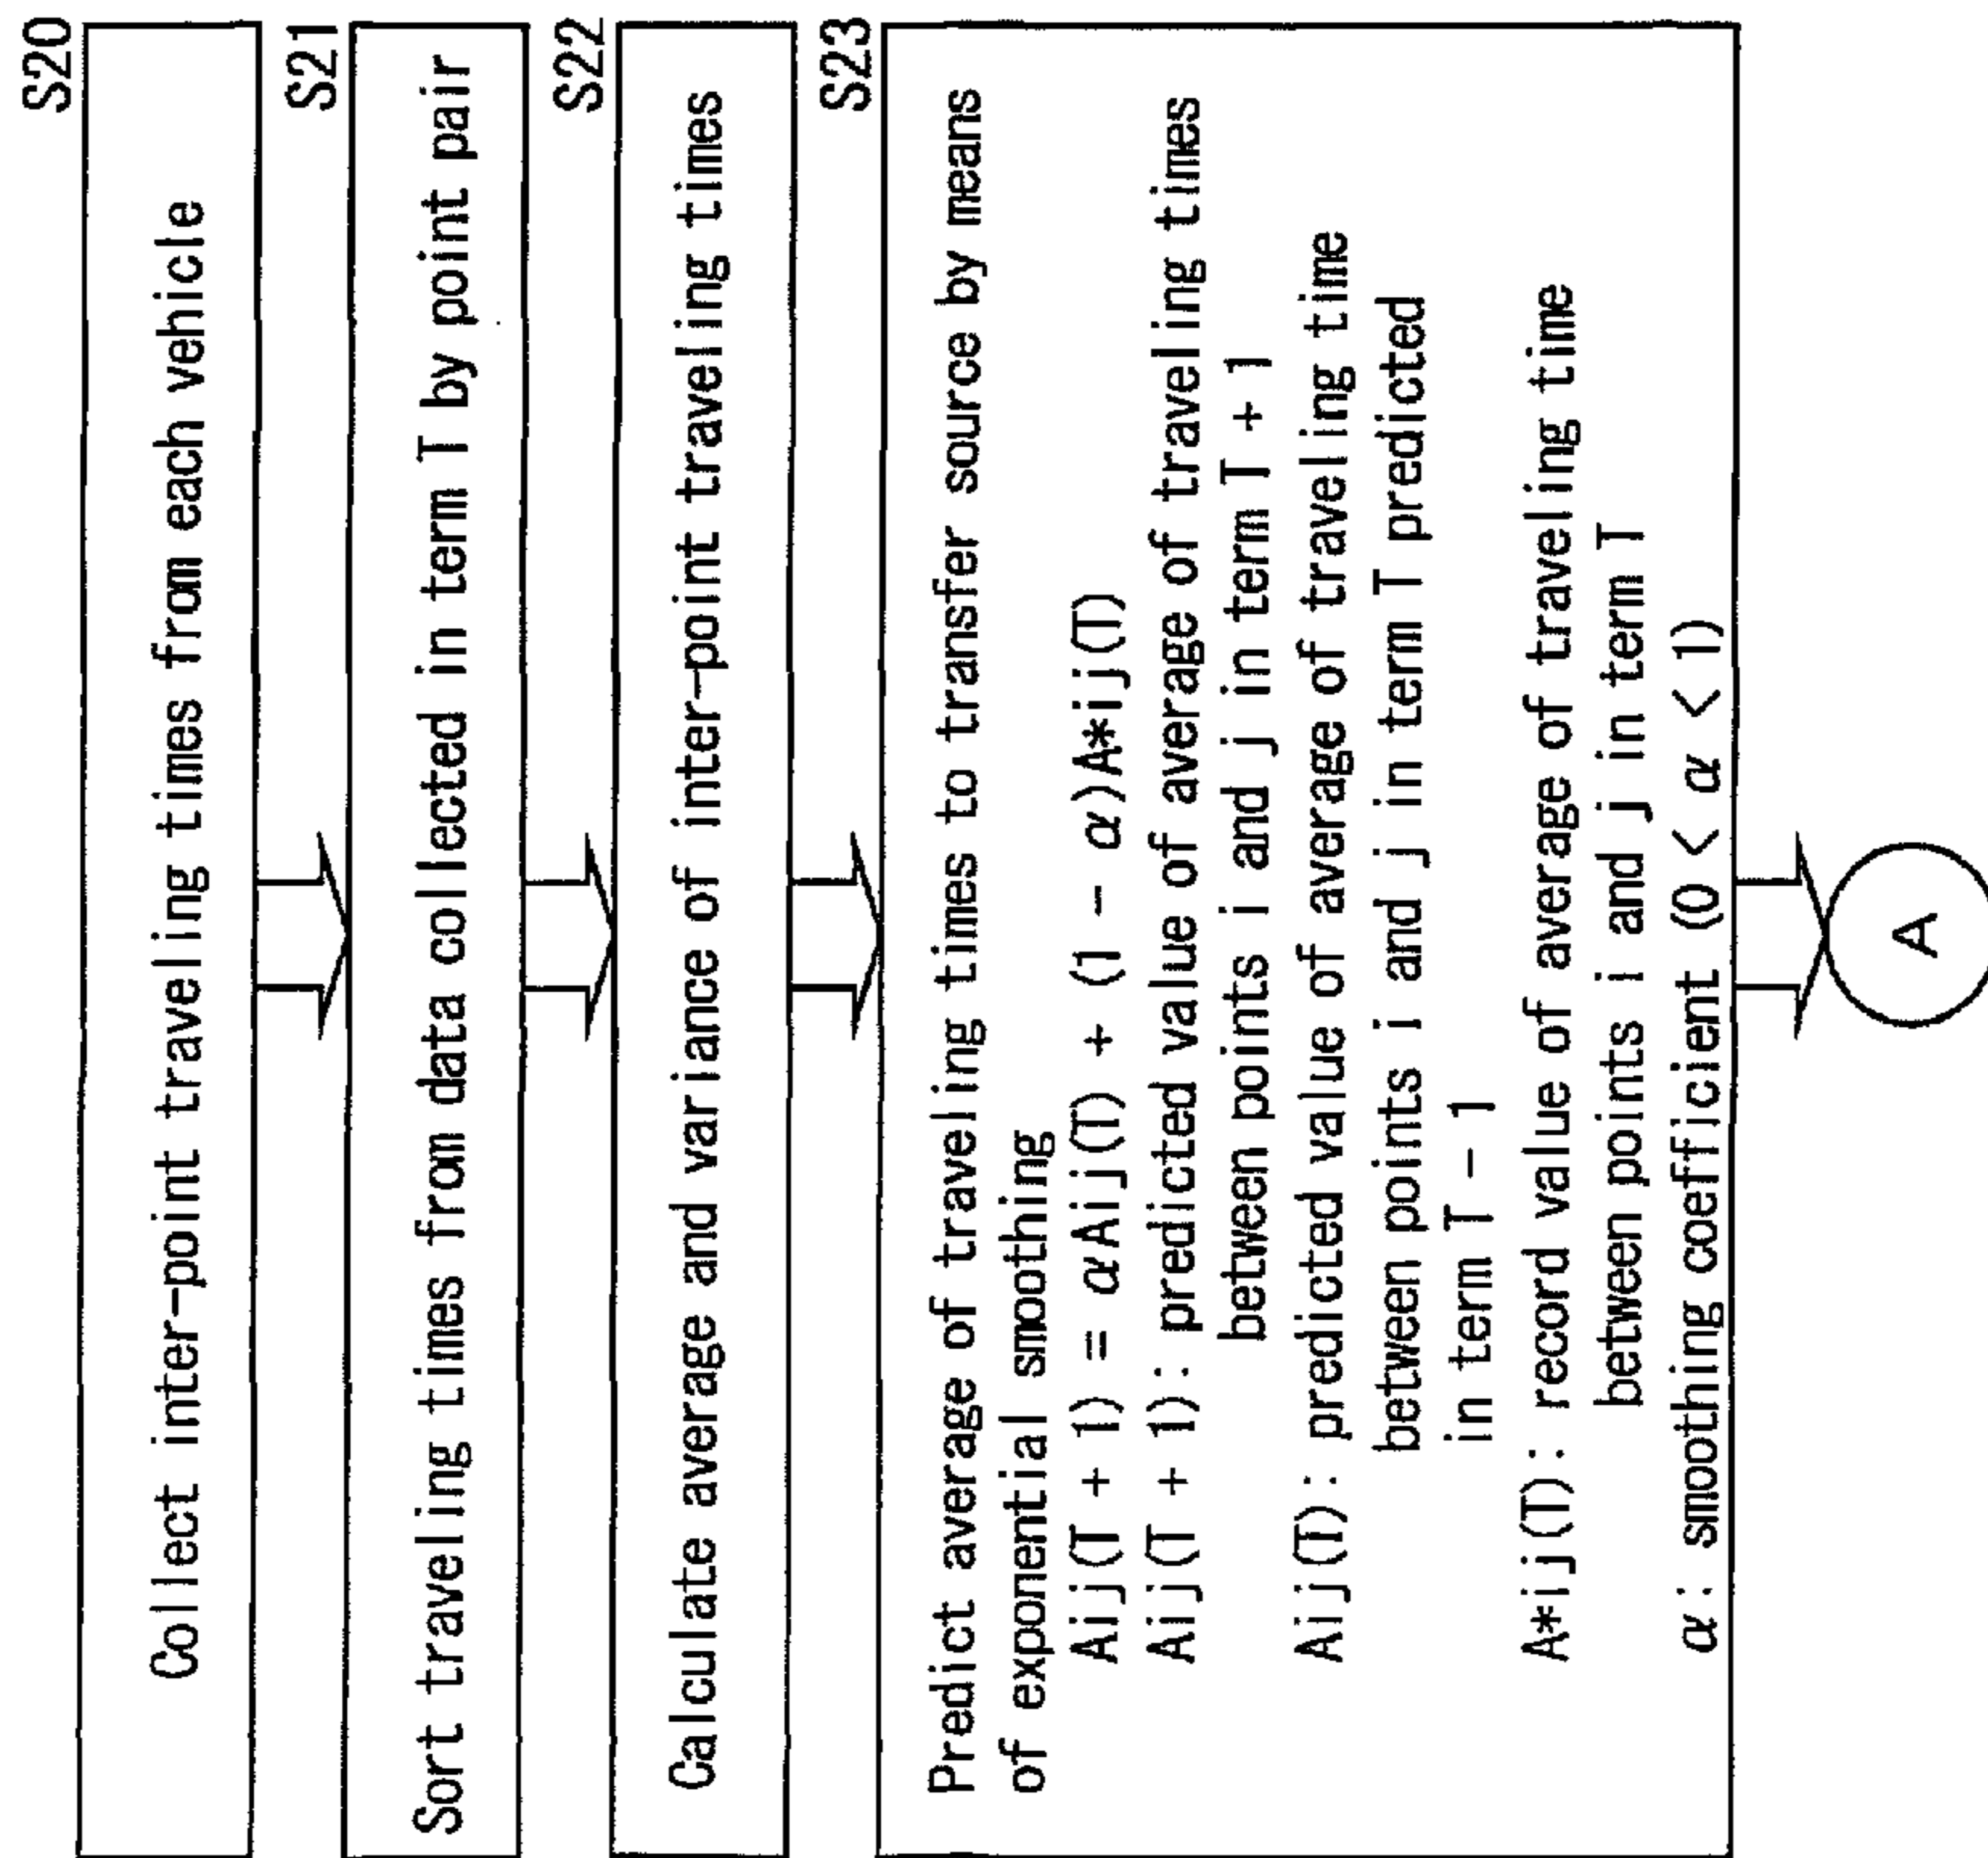 S20
Collect inter-point traveling times from each vehicle
S21
Sort traveling times from data collected in term T by point pair
S22
Calculate average and variance of inter-point traveling times
S23
Predict average of traveling times to transfer source by means
of exponential smoothing
Aij(T + 1) = αAij(T) + (1 - α)A*ij(T)
Aij(T + 1): predicted value of average of traveling times
between points i and j in term T + 1
Aij(T): predicted value of average of traveling time
between points i and j in term T predicted
in term T - 1
A*ij(T): record value of average of traveling time
between points i and j in term T
α: smoothing coefficient (0 < α < 1)
A